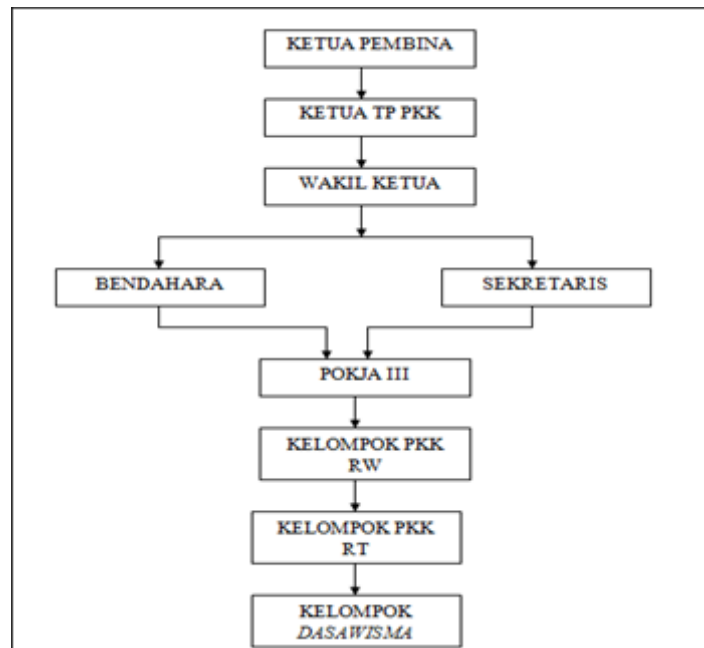 KETUA PEMBINA
KETUA TP PKK
WAKIL KETUA
BENDAHARA
SEKRETARIS
POKJA III
KELOMPOK PKK
RW
KELOMPOK PKK
RT
KELOMPOK
DASAWISMA